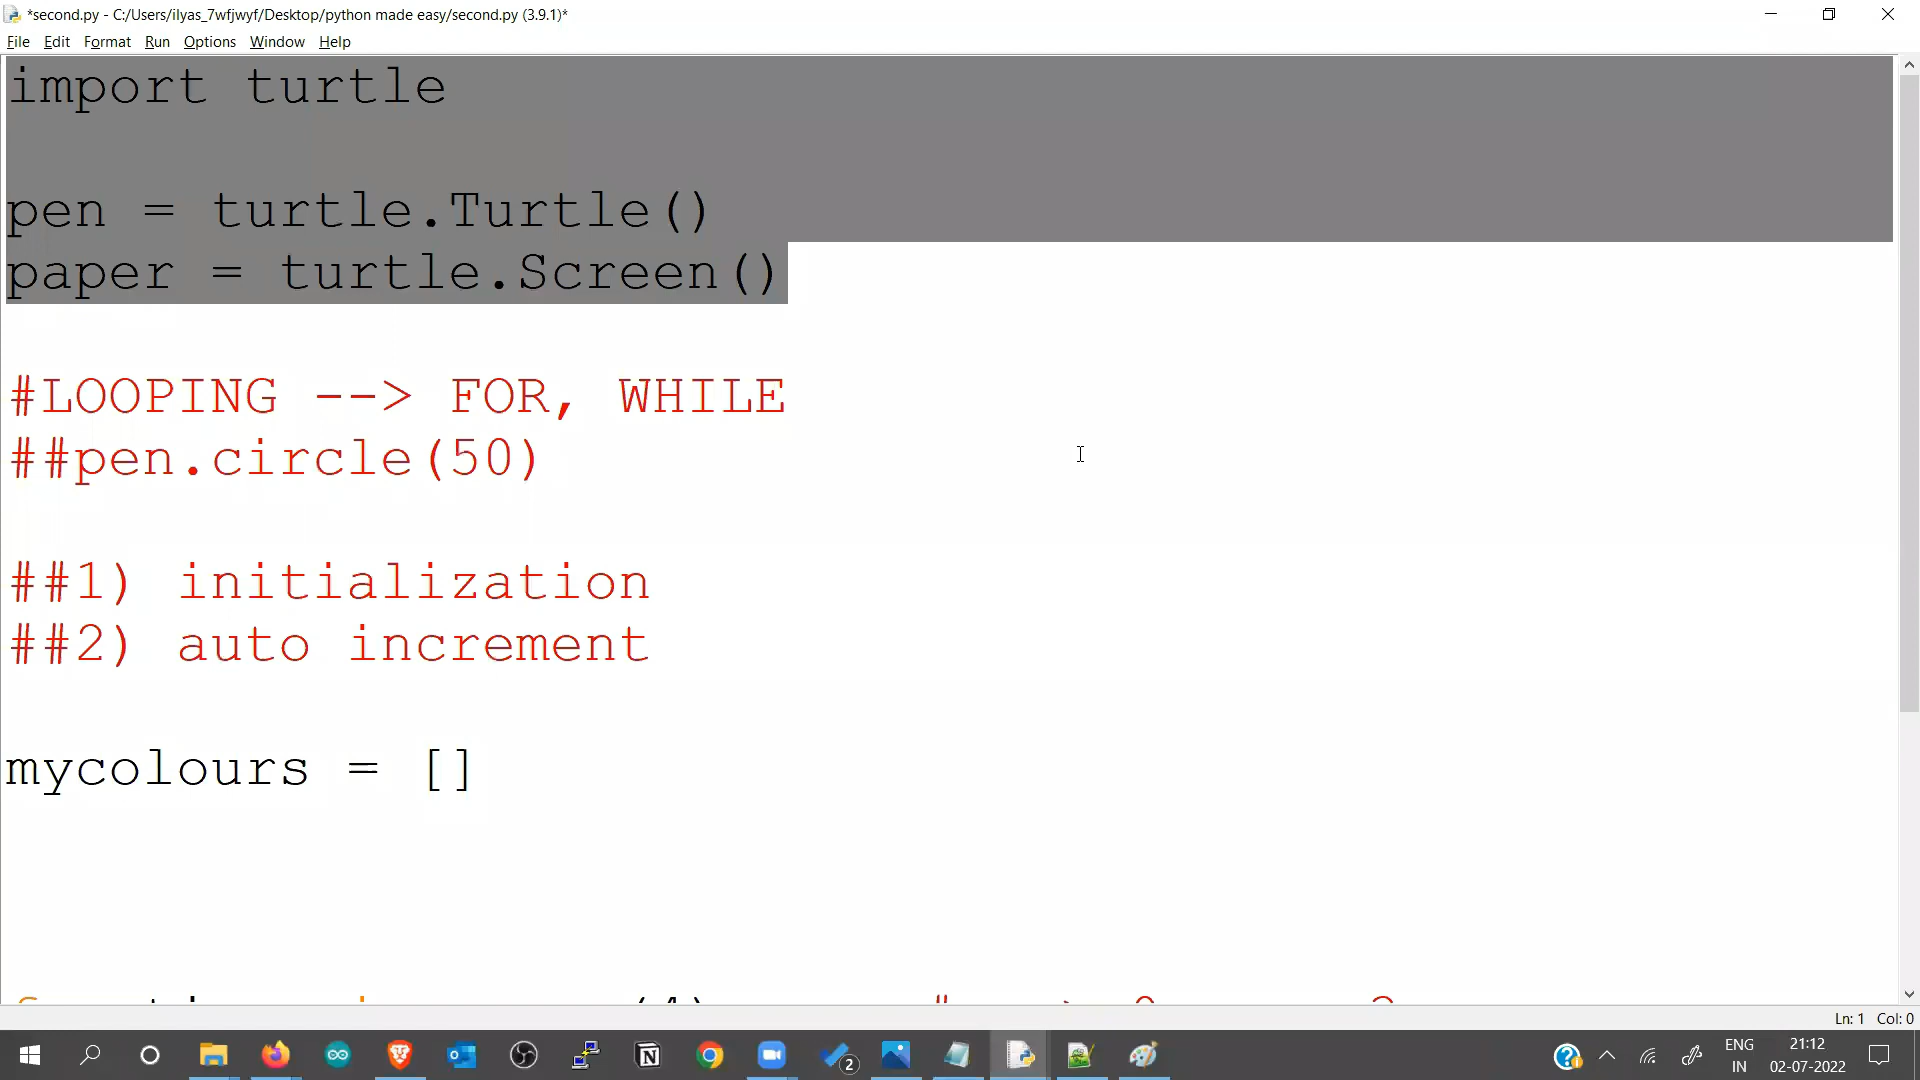 *second.py - C:/Users/ilyas_7wfjwyf/Desktop/python made easy/second.py (3.9.1)*
File Edit Format Run Options Window Help
import turtle
pen = turtle.Turtle()
paper = turtle.Screen()
#LOOPING --> FOR, WHILE
##pen.circle(50)
##1) initialization
##2) auto increment
mycolours = []
Ln: 1 Col: 0
2
ENG
IN
21:12
02-07-2022